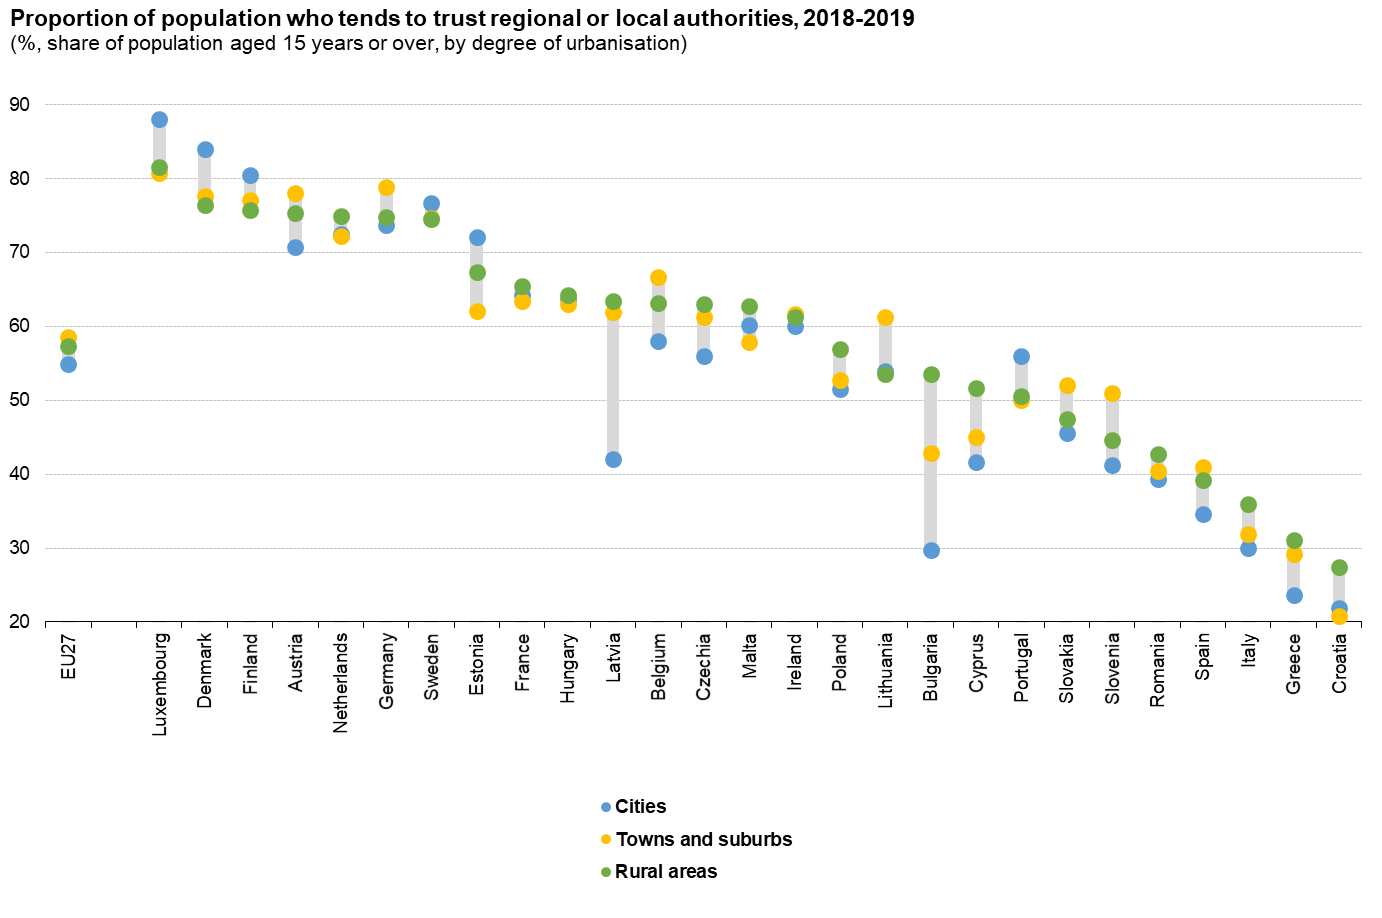 Proportion of population who tends to trust regional or local authorities, 2018-2019
(%, share of population aged 15 years or over, by degree of urbanisation)
90
80
70
60
50
40
30
20
EU27
Luxembourg
Denmark
Finland
Austria
Netherlands
Germany
Sweden
Estonia
France
Hungary
Latvia
Belgium
Czechia
Malta
Ireland
Poland
Lithuania
Bulgaria
Cyprus
Portugal
Slovakia
Slovenia
Romania
Spain
Italy
Greece
Croatia
Cities
Towns and suburbs
Rural areas